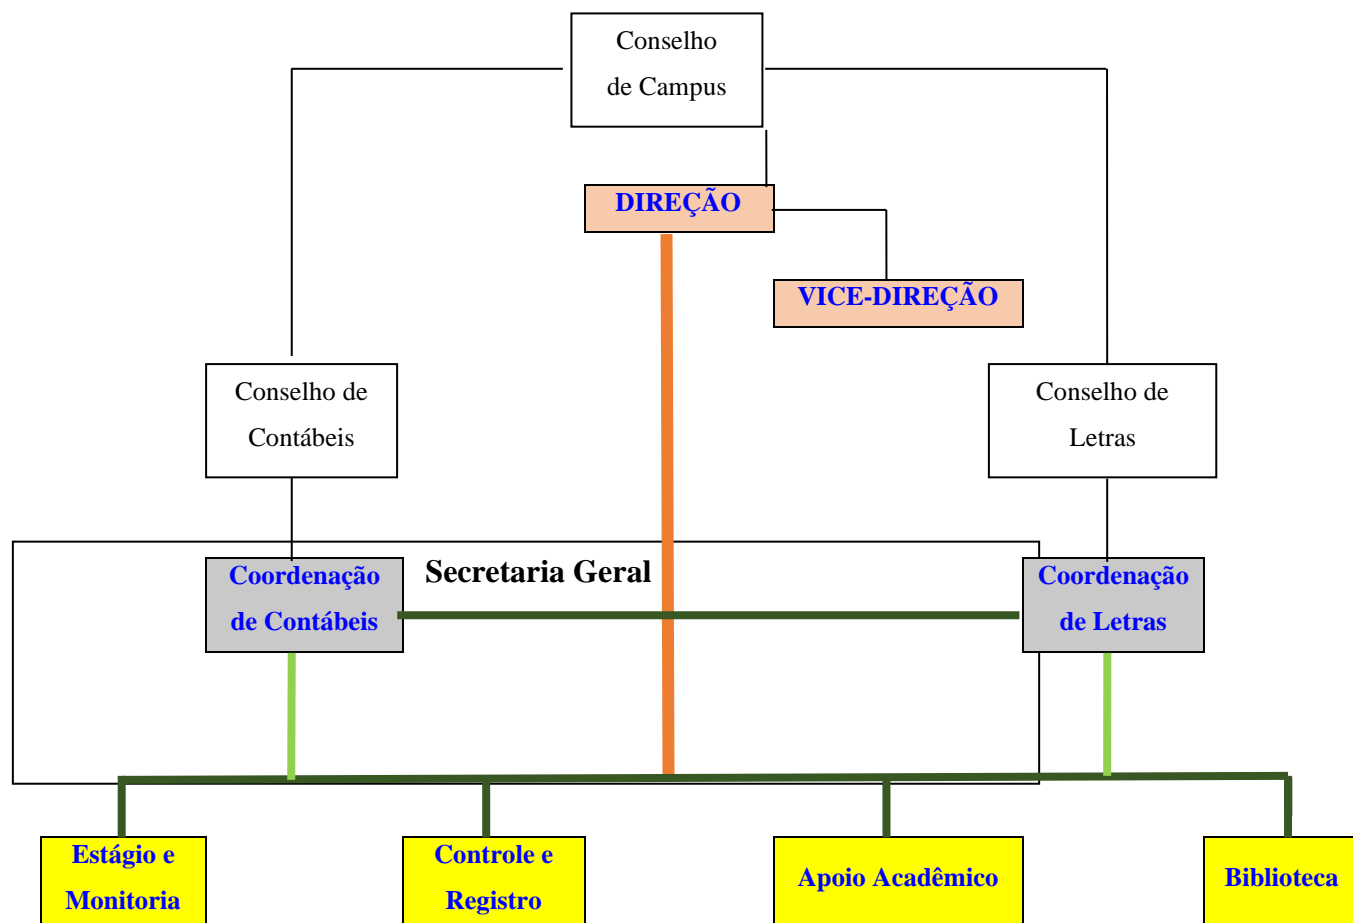 Conselho
de Campus
DIREÇÃO
VICE-DIREÇÃO
Conselho de
Contábeis
Conselho de
Letras
Coordenação
de Contábeis
Secretaria Geral
Coordenação
de Letras
Estágio e
Monitoria
Controle e
Registro
Apoio Acadêmico
Biblioteca